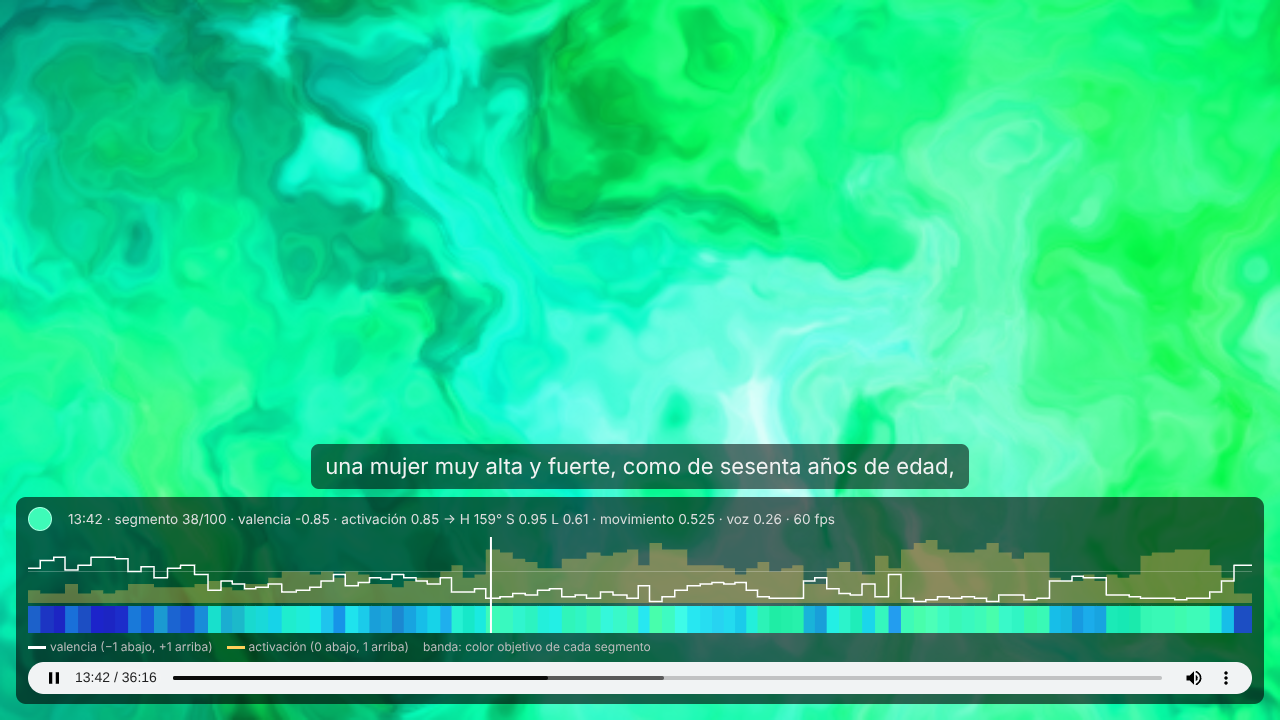 una mujer muy alta y fuerte, como de sesenta años de edad,
13:42 · segmento 38/100 · valencia -0.85 · activación 0.85 → H 159° S 0.95 L 0.61 · movimiento 0.525 · voz 0.26 · 60 fps
valencia (−1 abajo, +1 arriba) activación (0 abajo, 1 arriba) banda: color objetivo de cada segmento
13:42 / 36:16